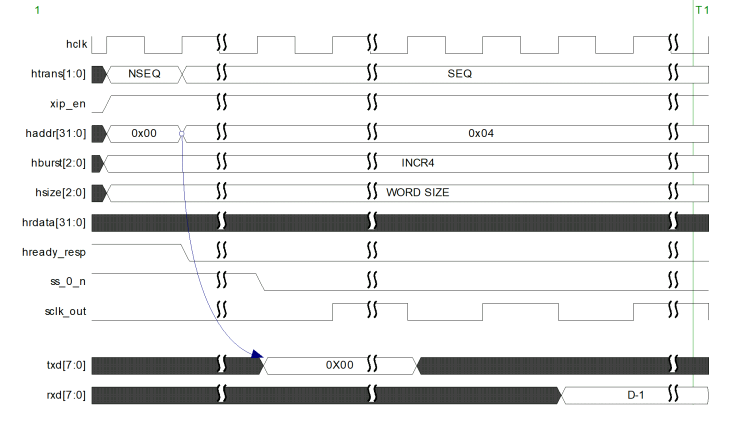 1 T1
hclk
htrans[1:0] NSEQ SEQ
xip_en
haddr[31:0] 0x00 0x04
hburst[2:0] INCR4
hsize[2:0] WORD SIZE
hrdata[31:0]
hready_resp
ss_0_n
sclk_out
txd[7:0] 0X00
rxd[7:0] D-1